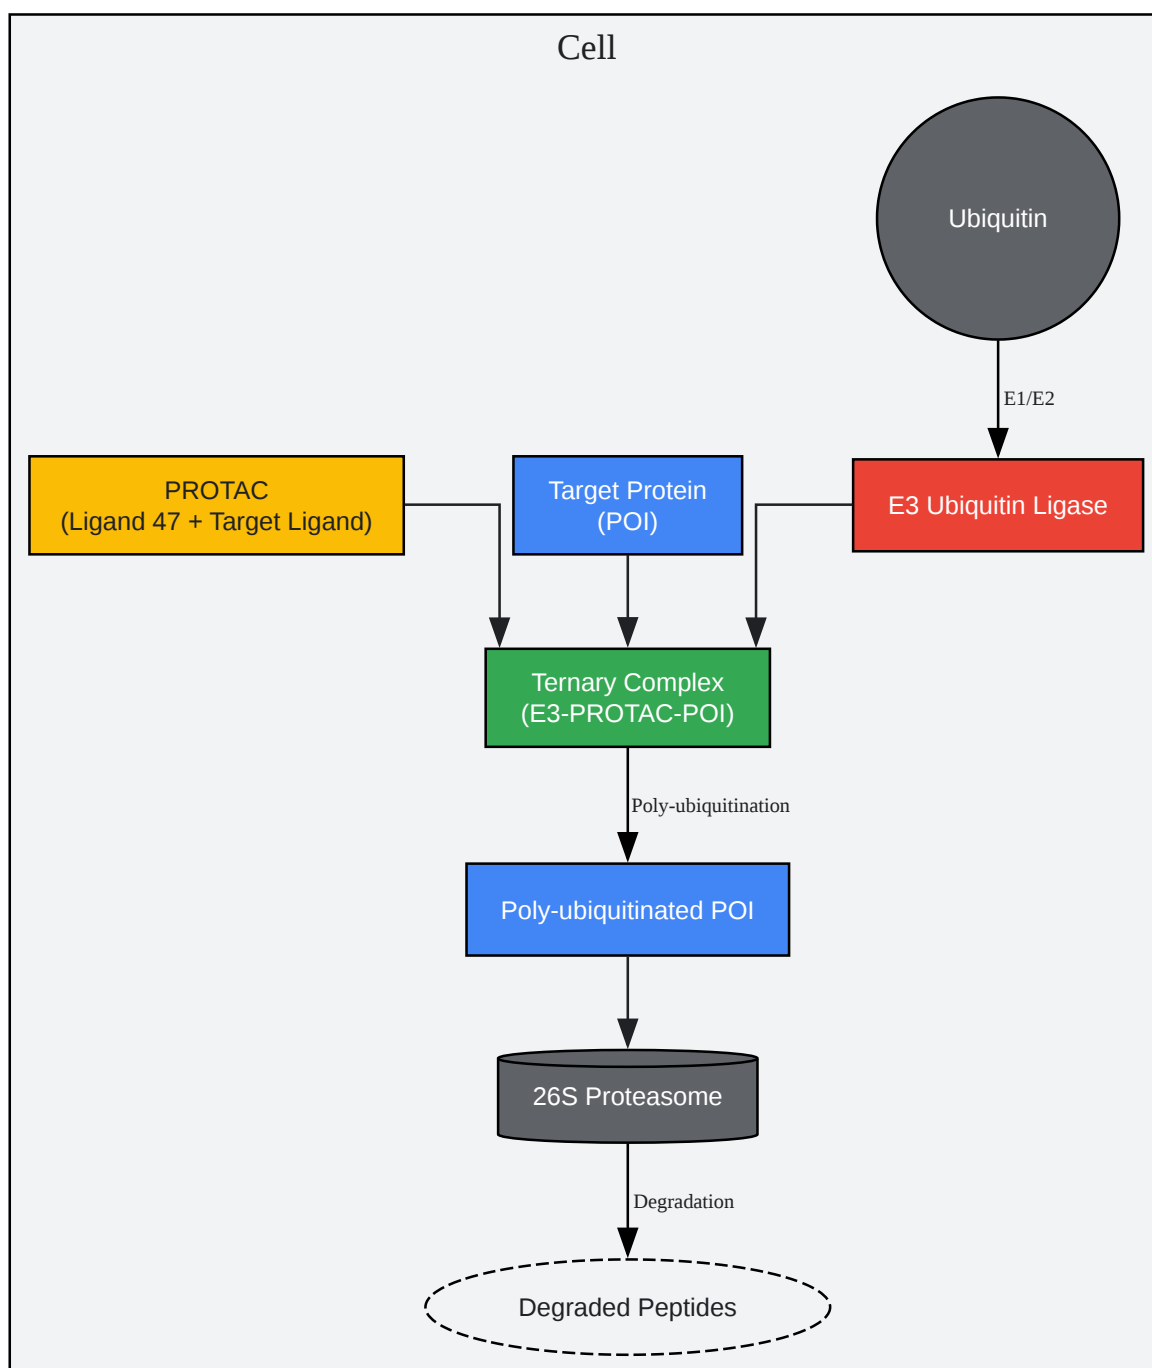 Cell
Ubiquitin
E1/E2
PROTAC
(Ligand 47 + Target Ligand)
Target Protein
(POI)
E3 Ubiquitin Ligase
Ternary Complex
(E3-PROTAC-POI)
Poly-ubiquitination
Poly-ubiquitinated POI
26S Proteasome
Degradation
Degraded Peptides